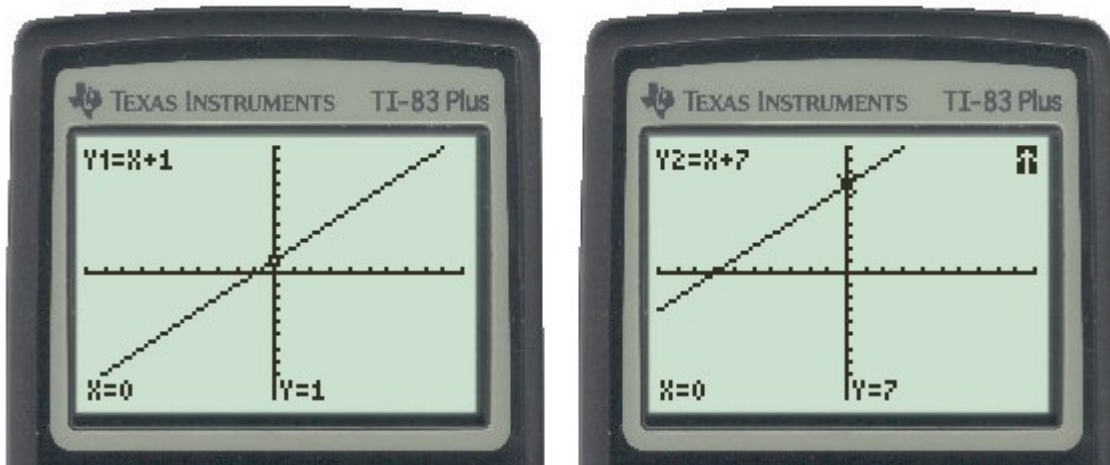 TEXAS INSTRUMENTS TI-83 Plus
Y1=X+1
X=0 Y=1
TEXAS INSTRUMENTS TI-83 Plus
Y2=X+7
X=0 Y=7